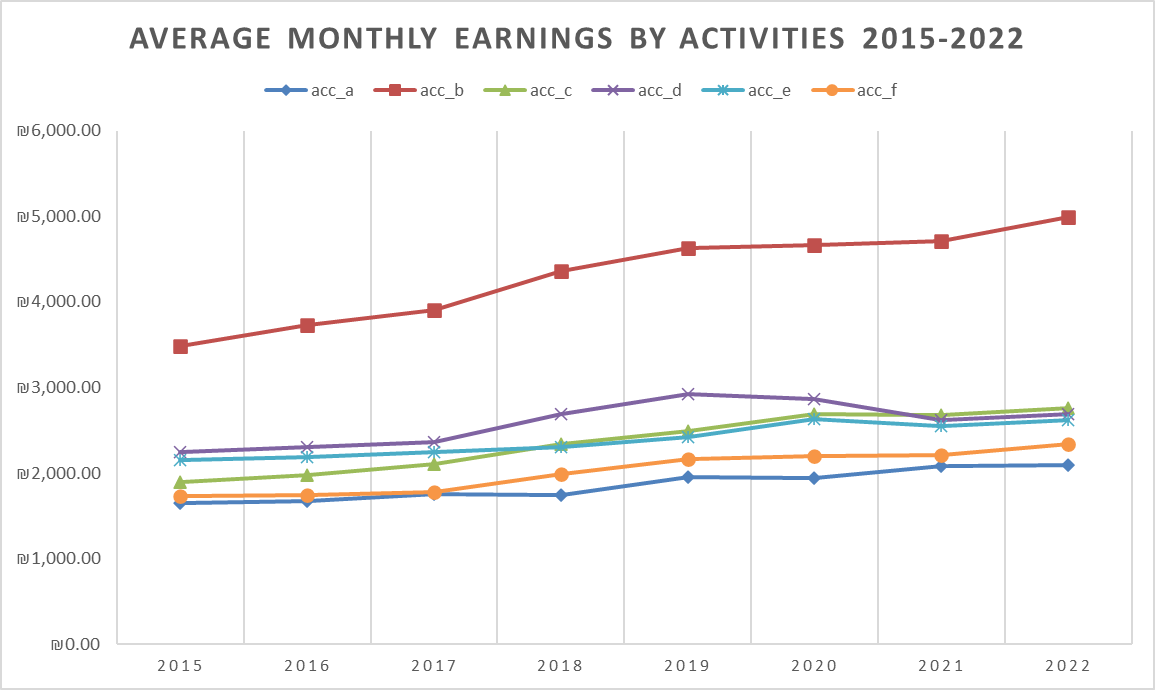 AVERAGE MONTHLY EARNINGS BY ACTIVITIES 2015-2022
acc_a acc_b acc_c acc_d acc_e acc_f
₪6,000.00
₪5,000.00
₪4,000.00
₪3,000.00
₪2,000.00
₪1,000.00
₪0.00
2015 2016 2017 2018 2019 2020 2021 2022